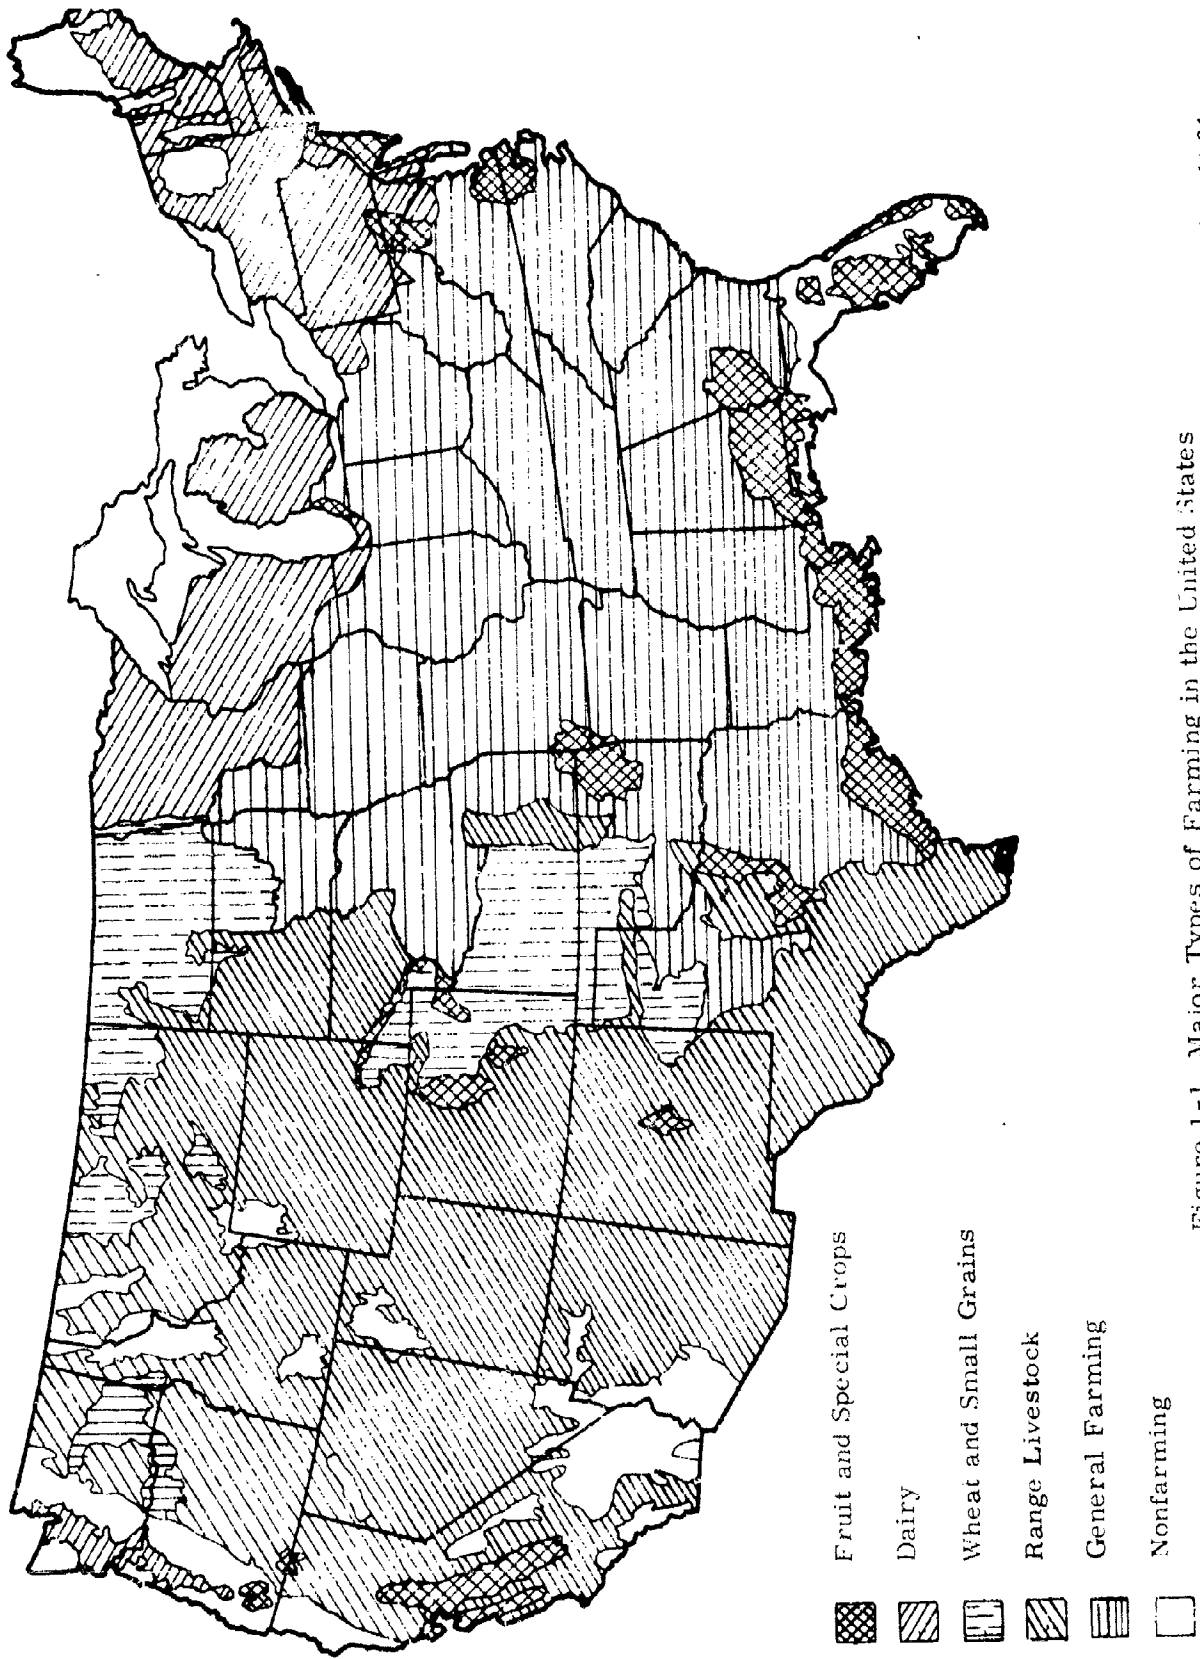 Fruit and Special Crops
Dairy
Wheat and Small Grains
Range Livestock
General Farming
Nonfarming
Figure 1-1. Major Types of Farming in the United States